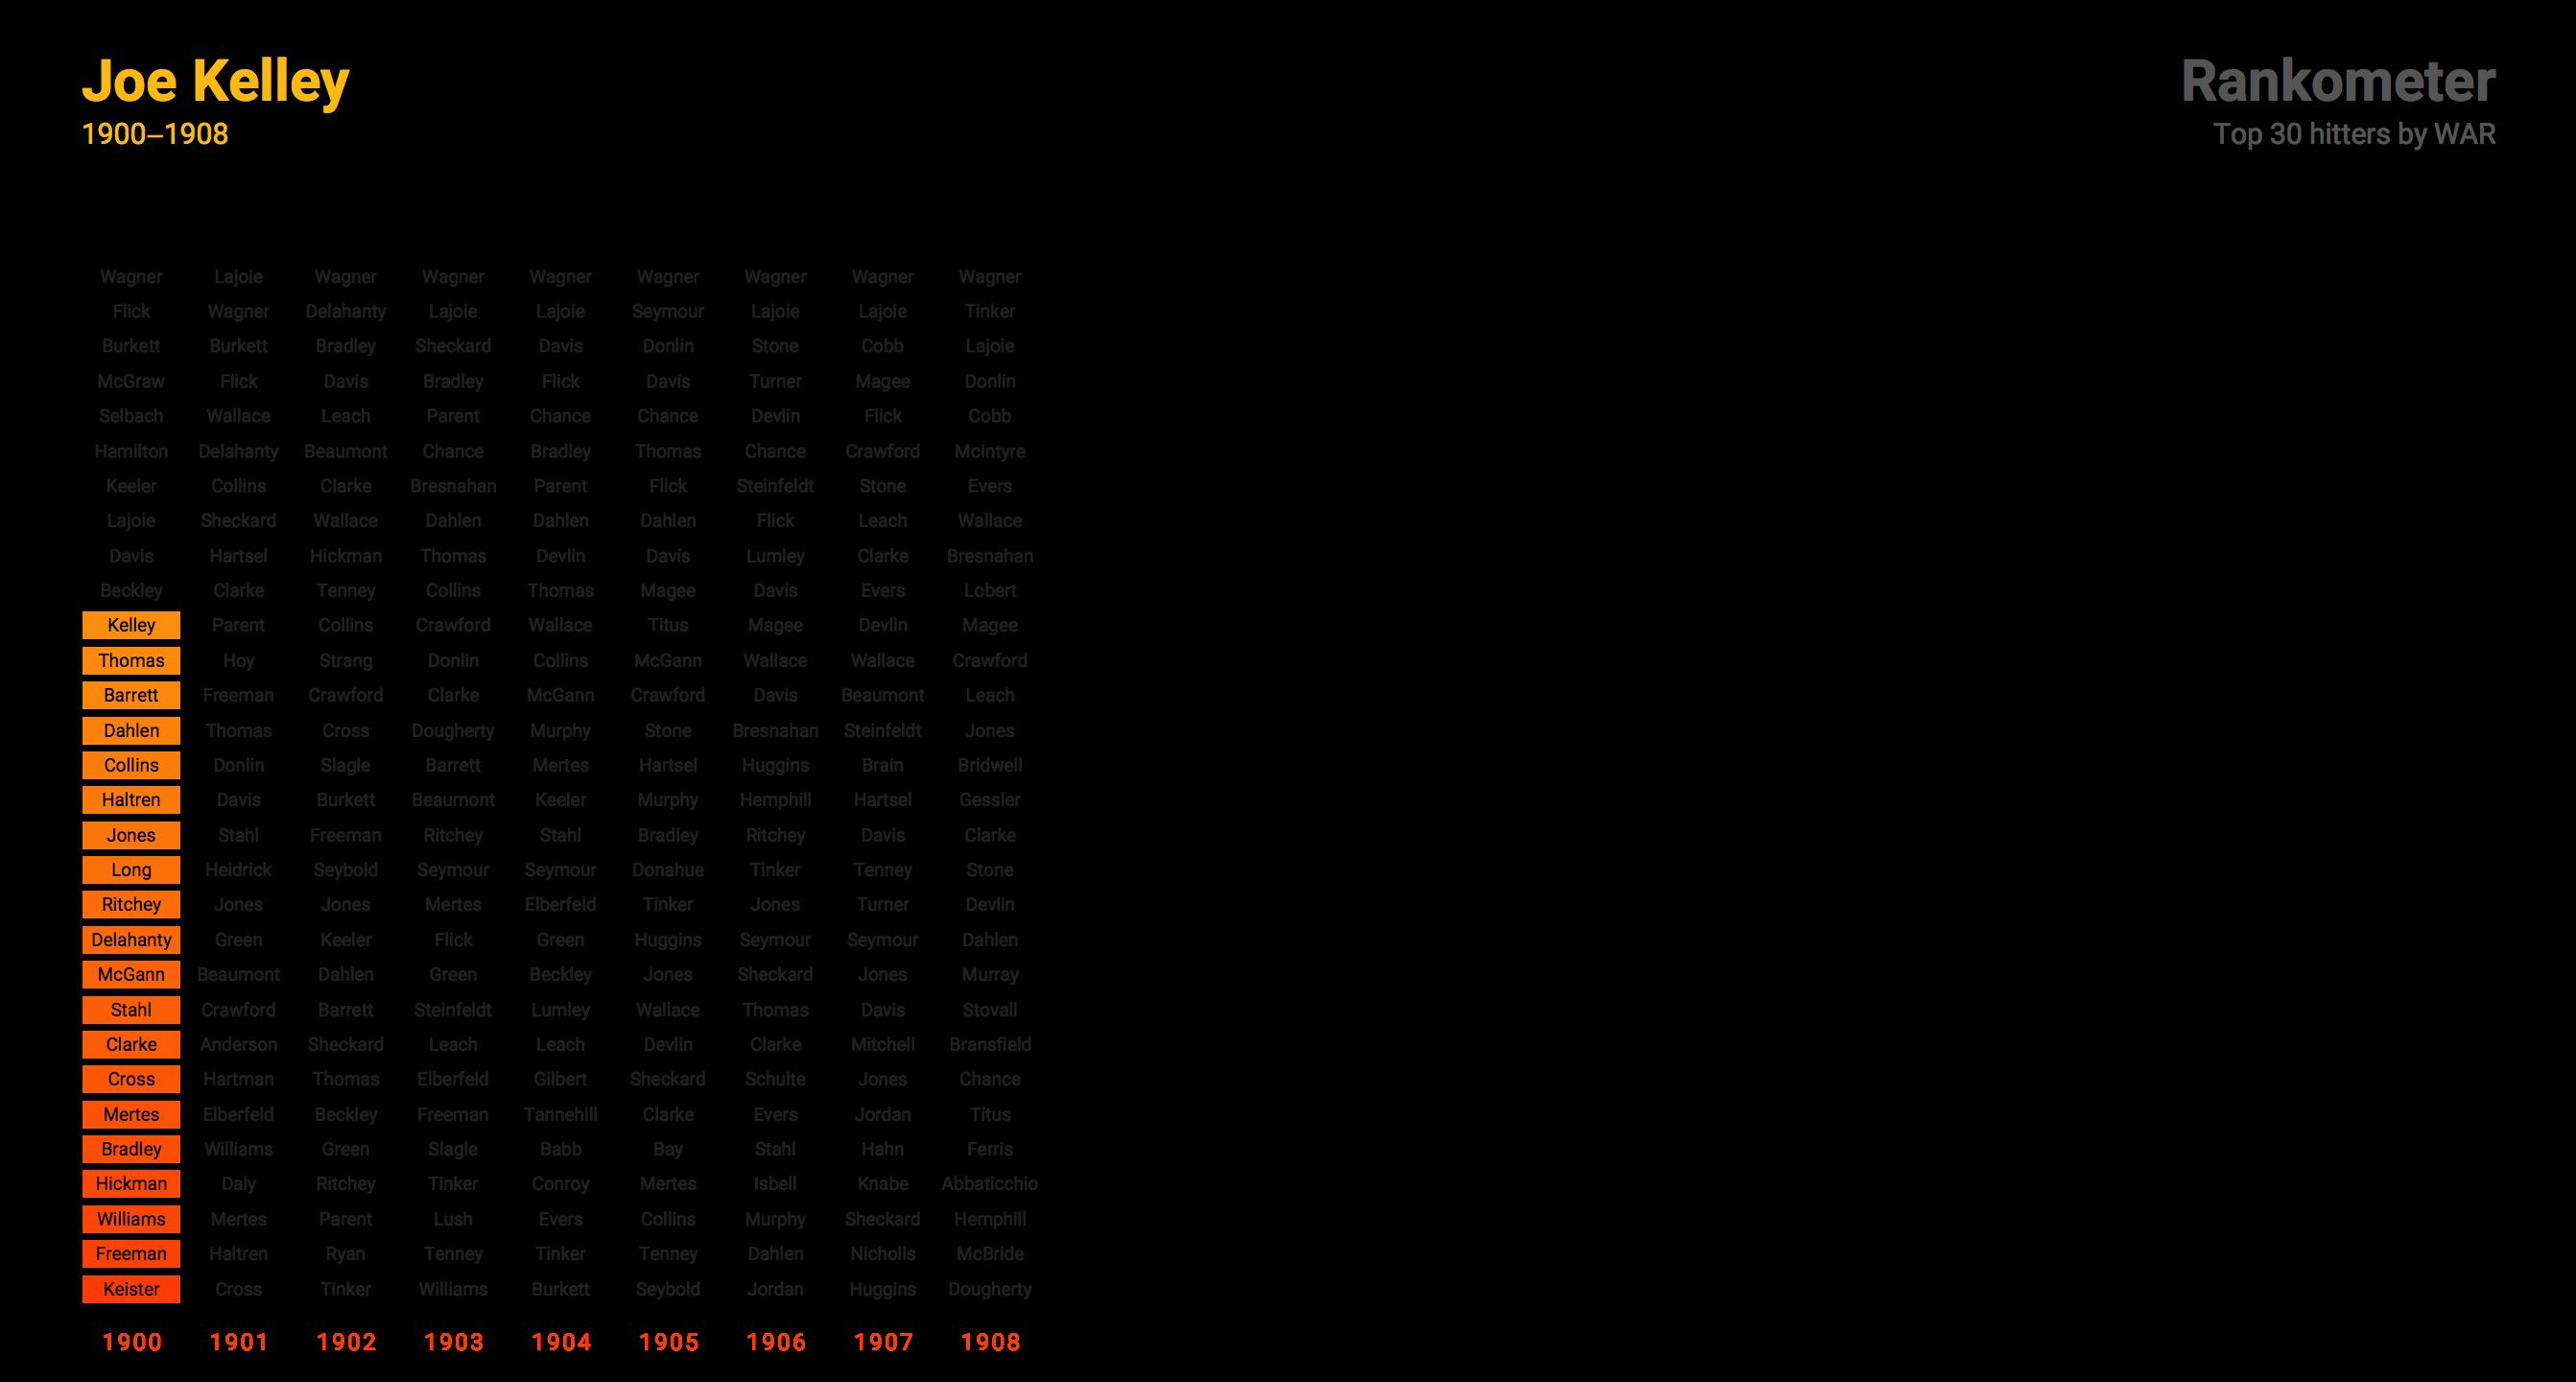 Joe Kelley
1900–1908
Rankometer
Top 30 hitters by WAR
Wagner Lajoie Wagner Wagner Wagner Wagner Wagner Wagner Wagner
Flick Wagner Delahanty Lajoie Lajoie Seymour Lajoie Lajoie Tinker
Burkett Burkett Bradley Sheckard Davis Donlin Stone Cobb Lajoie
McGraw Flick Davis Bradley Flick Davis Turner Magee Donlin
Selbach Wallace Leach Parent Chance Chance Devlin Flick Cobb
Hamilton Delahanty Beaumont Chance Bradley Thomas Chance Crawford McIntyre
Keeler Collins Clarke Bresnahan Parent Flick Steinfeldt Stone Evers
Lajoie Sheckard Wallace Dahlen Dahlen Dahlen Flick Leach Wallace
Davis Hartsel Hickman Thomas Devlin Davis Lumley Clarke Bresnahan
Beckley Clarke Tenney Collins Thomas Magee Davis Evers Lobert
Kelley Parent Collins Crawford Wallace Titus Magee Devlin Magee
Thomas Hoy Strang Donlin Collins McGann Wallace Wallace Crawford
Barrett Freeman Crawford Clarke McGann Crawford Davis Beaumont Leach
Dahlen Thomas Cross Dougherty Murphy Stone Bresnahan Steinfeldt Jones
Collins Donlin Slagle Barrett Mertes Hartsel Huggins Brain Bridwell
Haltren Davis Burkett Beaumont Keeler Murphy Hemphill Hartsel Gessler
Jones Stahl Freeman Ritchey Stahl Bradley Ritchey Davis Clarke
Long Heidrick Seybold Seymour Seymour Donahue Tinker Tenney Stone
Ritchey Jones Jones Mertes Elberfeld Tinker Jones Turner Devlin
Delahanty Green Keeler Flick Green Huggins Seymour Seymour Dahlen
McGann Beaumont Dahlen Green Beckley Jones Sheckard Jones Murray
Stahl Crawford Barrett Steinfeldt Lumley Wallace Thomas Davis Stovall
Clarke Anderson Sheckard Leach Leach Devlin Clarke Mitchell Bransfield
Cross Hartman Thomas Elberfeld Gilbert Sheckard Schulte Jones Chance
Mertes Elberfeld Beckley Freeman Tannehill Clarke Evers Jordan Titus
Bradley Williams Green Slagle Babb Bay Stahl Hahn Ferris
Hickman Daly Ritchey Tinker Conroy Mertes Isbell Knabe Abbaticchio
Williams Mertes Parent Lush Evers Collins Murphy Sheckard Hemphill
Freeman Haltren Ryan Tenney Tinker Tenney Dahlen Nicholls McBride
Keister Cross Tinker Williams Burkett Seybold Jordan Huggins Dougherty
1900 1901 1902 1903 1904 1905 1906 1907 1908